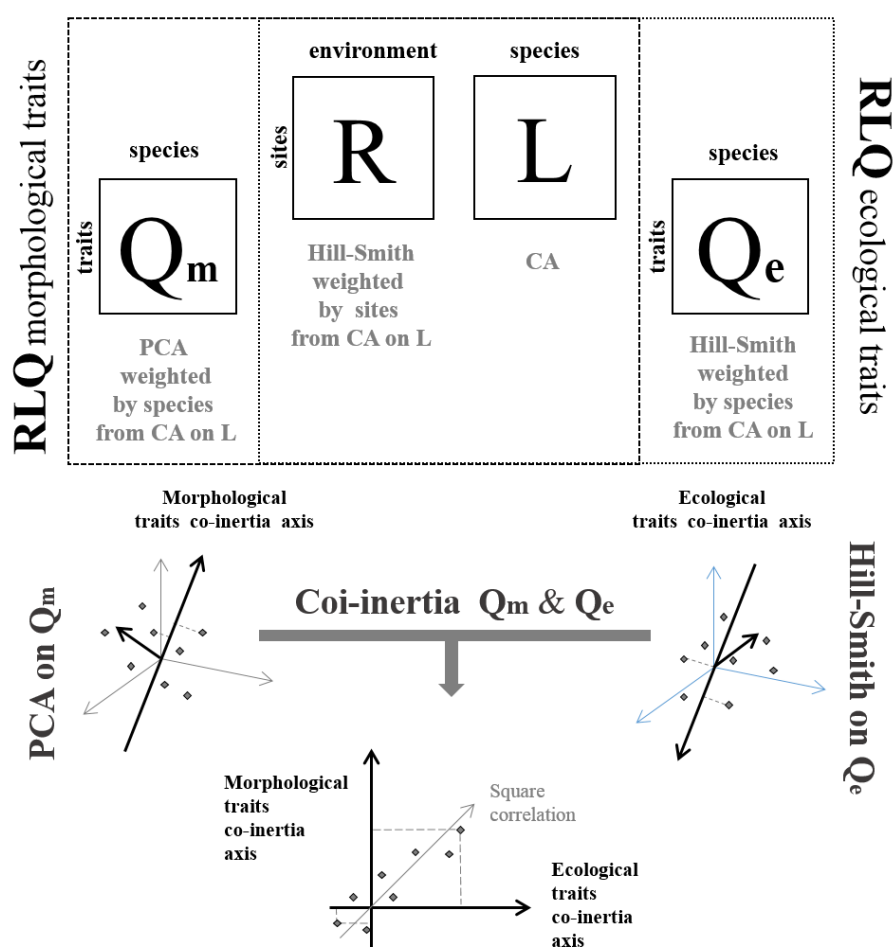 RLQ morphological traits
species
traits
Qm
PCA
weighted
by species
from CA on L
environment
sites
R
Hill-Smith
weighted
by sites
from CA on L
species
L
CA
species
traits
Qe
Hill-Smith
weighted
by species
from CA on L
RLQ ecological traits
Morphological
traits co-inertia axis
PCA on Qm
Coi-inertia Qm & Qe
Ecological
traits co-inertia axis
Hill-Smith on Qe
Morphological
traits
co-inertia
axis
Square
correlation
Ecological
traits
co-inertia
axis